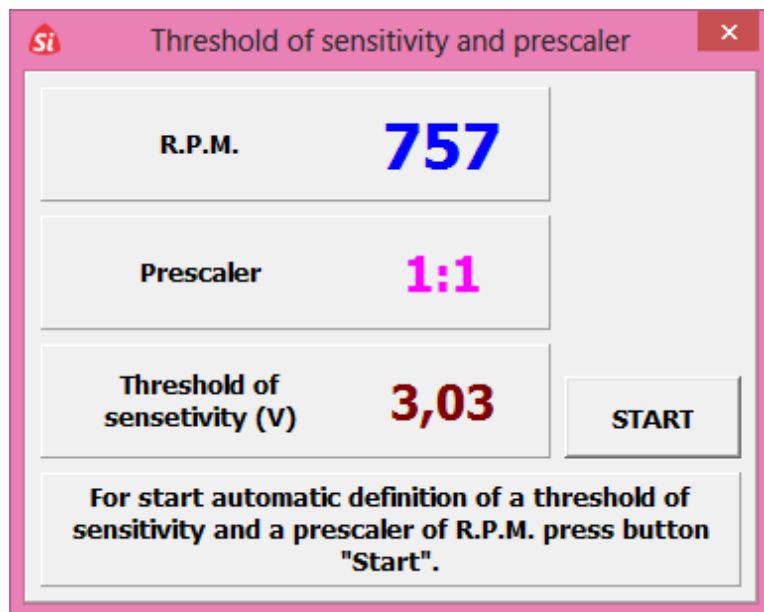 Si
Threshold of sensitivity and prescaler
×
R.P.M.
757
Prescaler
1:1
Threshold of
sensetivity (V)
3,03
START
For start automatic definition of a threshold of
sensitivity and a prescaler of R.P.M. press button
"Start".